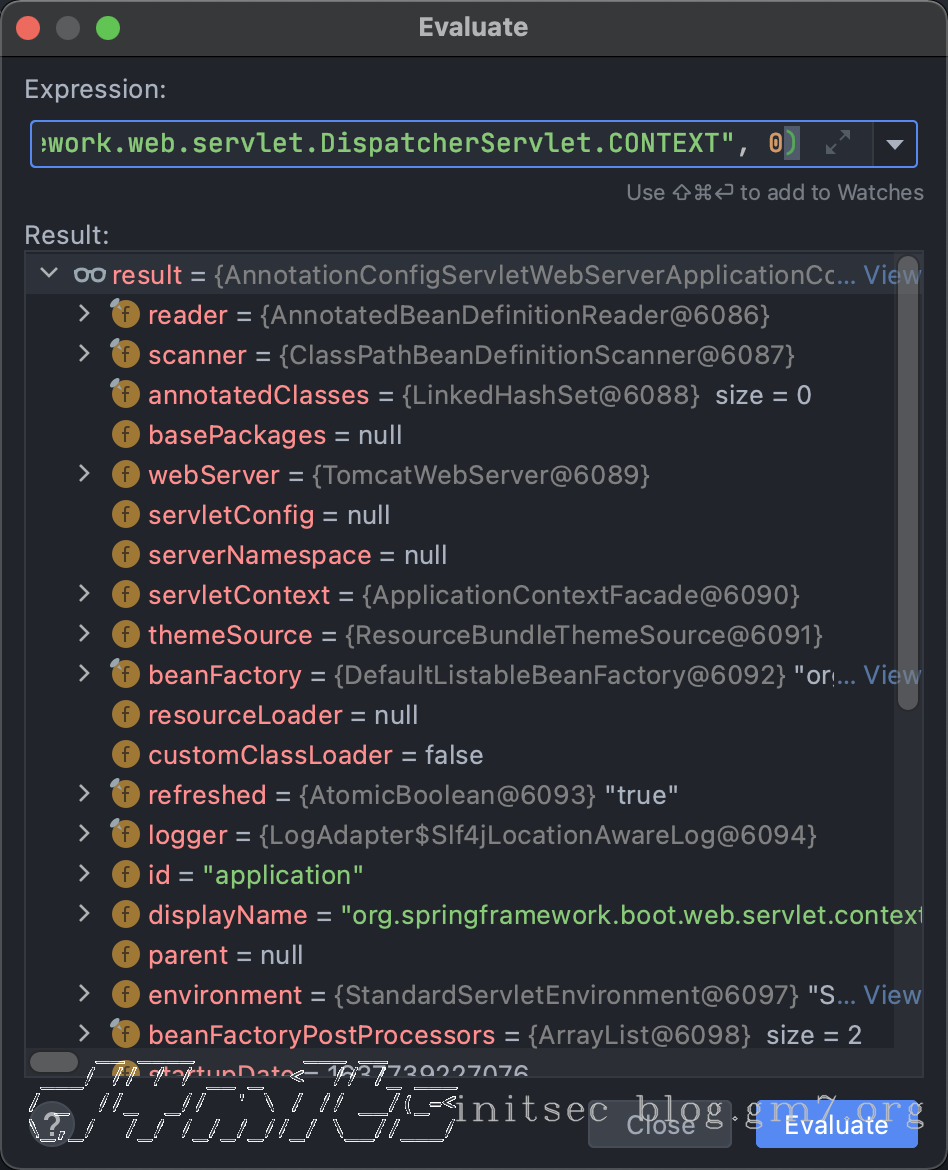 Evaluate
Expression:
ework.web.servlet.DispatcherServlet.CONTEXT", 0)
Use ⇧⌘⏎ to add to Watches
Result:
result = {AnnotationConfigServletWebServerApplicationCo... View
reader = {AnnotatedBeanDefinitionReader@6086}
scanner = {ClassPathBeanDefinitionScanner@6087}
annotatedClasses = {LinkedHashSet@6088} size = 0
basePackages = null
webServer = {TomcatWebServer@6089}
servletConfig = null
serverNamespace = null
servletContext = {ApplicationContextFacade@6090}
themeSource = {ResourceBundleThemeSource@6091}
beanFactory = {DefaultListableBeanFactory@6092} "org... View
resourceLoader = null
customClassLoader = false
refreshed = {AtomicBoolean@6093} "true"
logger = {LogAdapter$Slf4jLocationAwareLog@6094}
id = "application"
displayName = "org.springframework.boot.web.servlet.context
parent = null
environment = {StandardServletEnvironment@6097} "S... View
beanFactoryPostProcessors = {ArrayList@6098} size = 2
startupDate = 1637739227076
initsec blog.gm7.org
? Close Evaluate